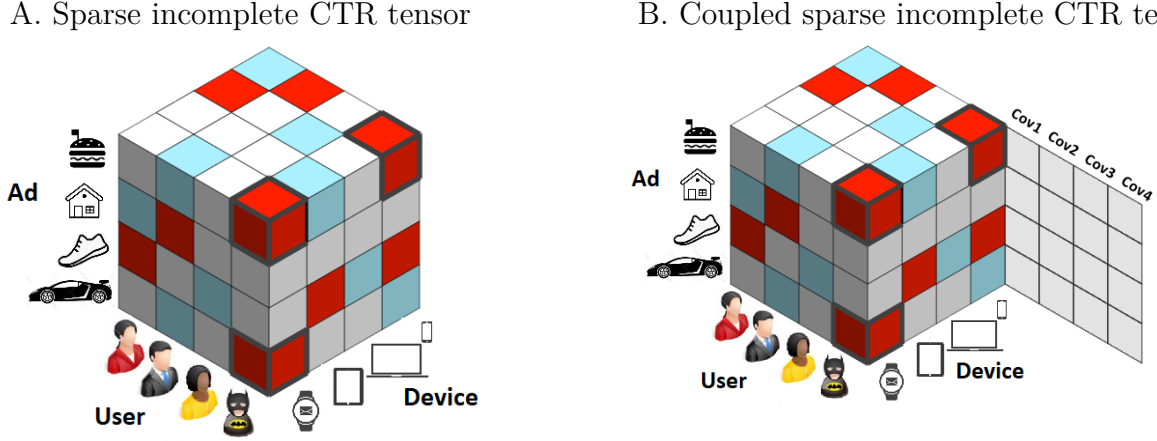 A. Sparse incomplete CTR tensor
Ad
User
Device
B. Coupled sparse incomplete CTR te
Cov1
Cov2
Cov3
Cov4
Ad
User
Device